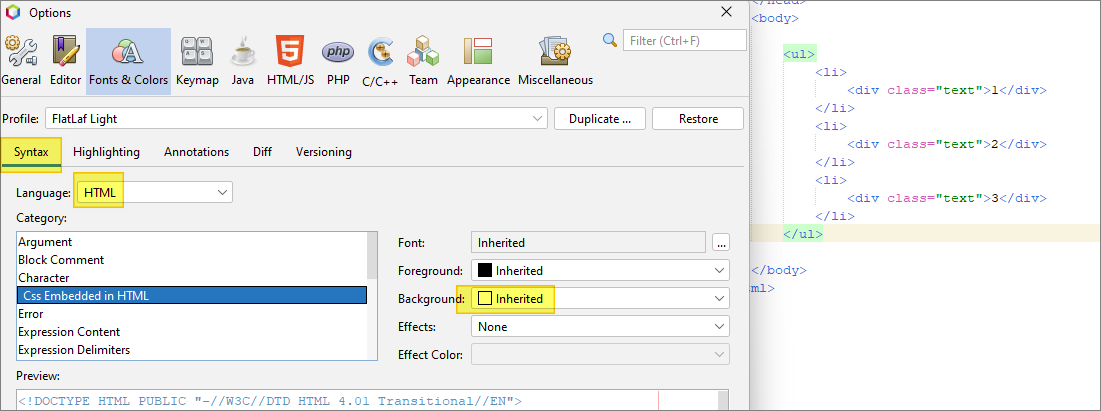 Options
General Editor Fonts & Colors Keymap Java HTML/JS PHP C/C++ Team Appearance Miscellaneous
Filter (Ctrl+F)
Profile: FlatLaf Light Duplicate ... Restore
Syntax Highlighting Annotations Diff Versioning
Language: HTML
Category:
Argument
Block Comment
Character
Css Embedded in HTML
Error
Expression Content
Expression Delimiters
Font: Inherited ...
Foreground: Inherited
Background: Inherited
Effects: None
Effect Color:
Preview:
<!DOCTYPE HTML PUBLIC "-//W3C//DTD HTML 4.01 Transitional//EN">
</head>
<body>
<ul>
<li>
<div class="text">1</div>
</li>
<li>
<div class="text">2</div>
</li>
<li>
<div class="text">3</div>
</li>
</ul>
</body>
ml>